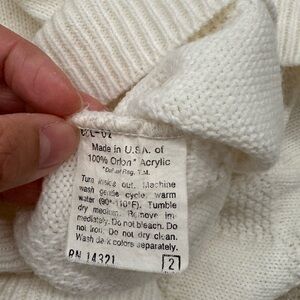 Made in U.S.A. of
100% Orlon* Acrylic
*DuPont Reg. T.M.
Turn inside out. Machine
wash gentle cycle, warm
water (90°-110°F). Tumble
dry medium. Remove im-
mediately. Do not bleach. Do
not iron. Do not dry clean.
Wash dark colors separately.
RN 14321
2